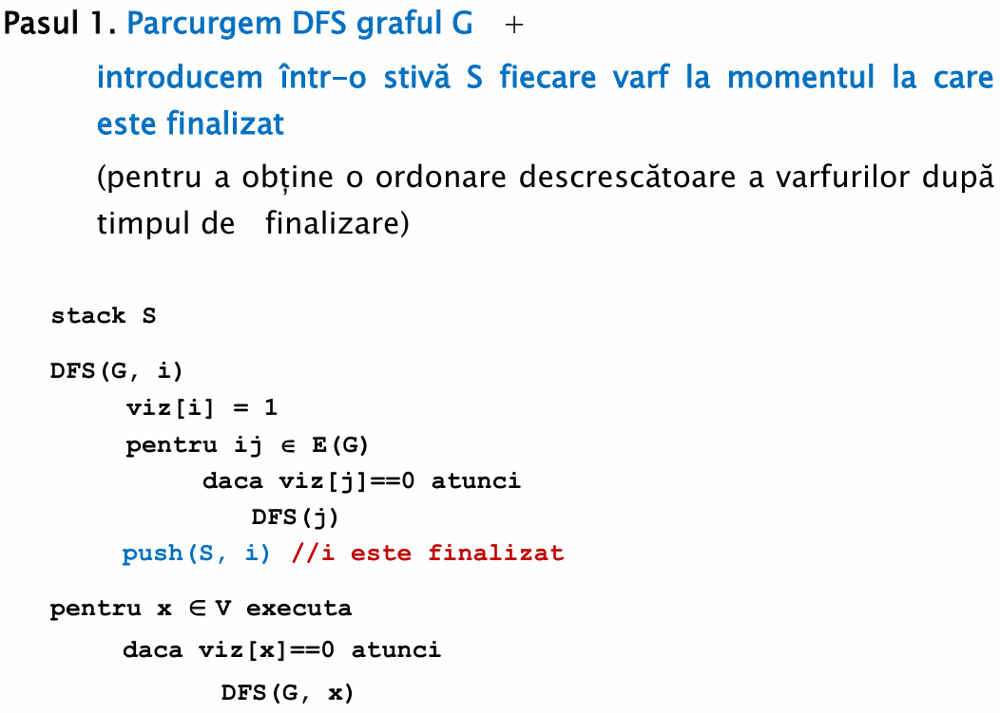 Pasul 1. Parcurgem DFS graful G +
introducem într-o stivă S fiecare varf la momentul la care
este finalizat
(pentru a obține o ordonare descrescătoare a varfurilor după
timpul de finalizare)
stack S
DFS(G, i)
viz[i] = 1
pentru ij ∈ E(G)
daca viz[j]==0 atunci
DFS(j)
push(S, i) //i este finalizat
pentru x ∈ V executa
daca viz[x]==0 atunci
DFS(G, x)